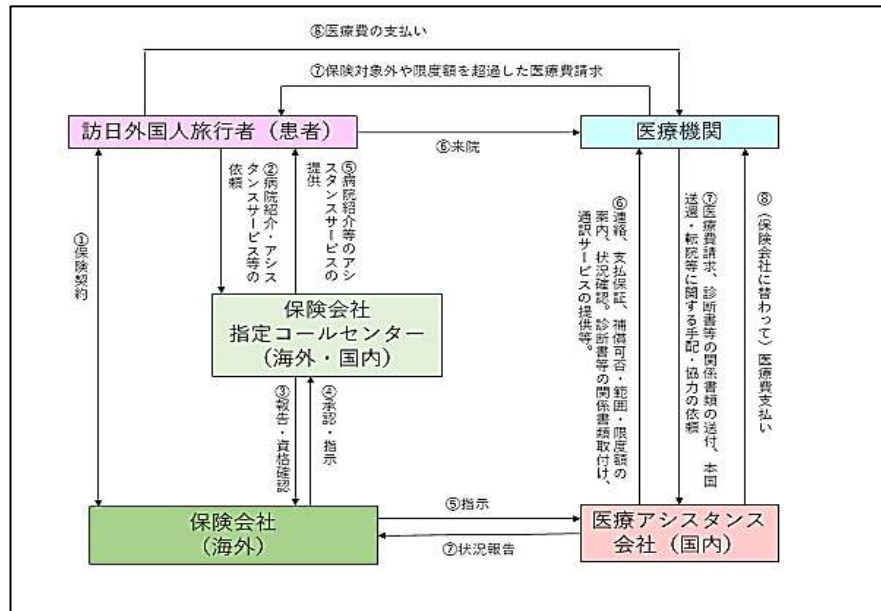 ⑧医療費の支払い
⑦保険対象外や限度額を超過した医療費請求
訪日外国人旅行者（患者）
医療機関
⑥来院
①保険契約
②病院紹介・アシス
タンスサービス等の
依頼
⑤病院紹介等のアシ
スタンスサービスの
提供
⑥連絡、支払保証、補償可否・範囲・限度額の
案内、状況確認。診断書等の関係書類取付け、
通訳サービスの提供等。
⑦医療費請求、診断書等の関係書類の送付、本国
送還・転院等に関する手配・協力の依頼
⑧（保険会社に替わって）医療費支払い
保険会社
指定コールセンター
（海外・国内）
③報告・資格確認
④承認・指示
保険会社
（海外）
⑤指示
⑦状況報告
医療アシスタンス
会社（国内）